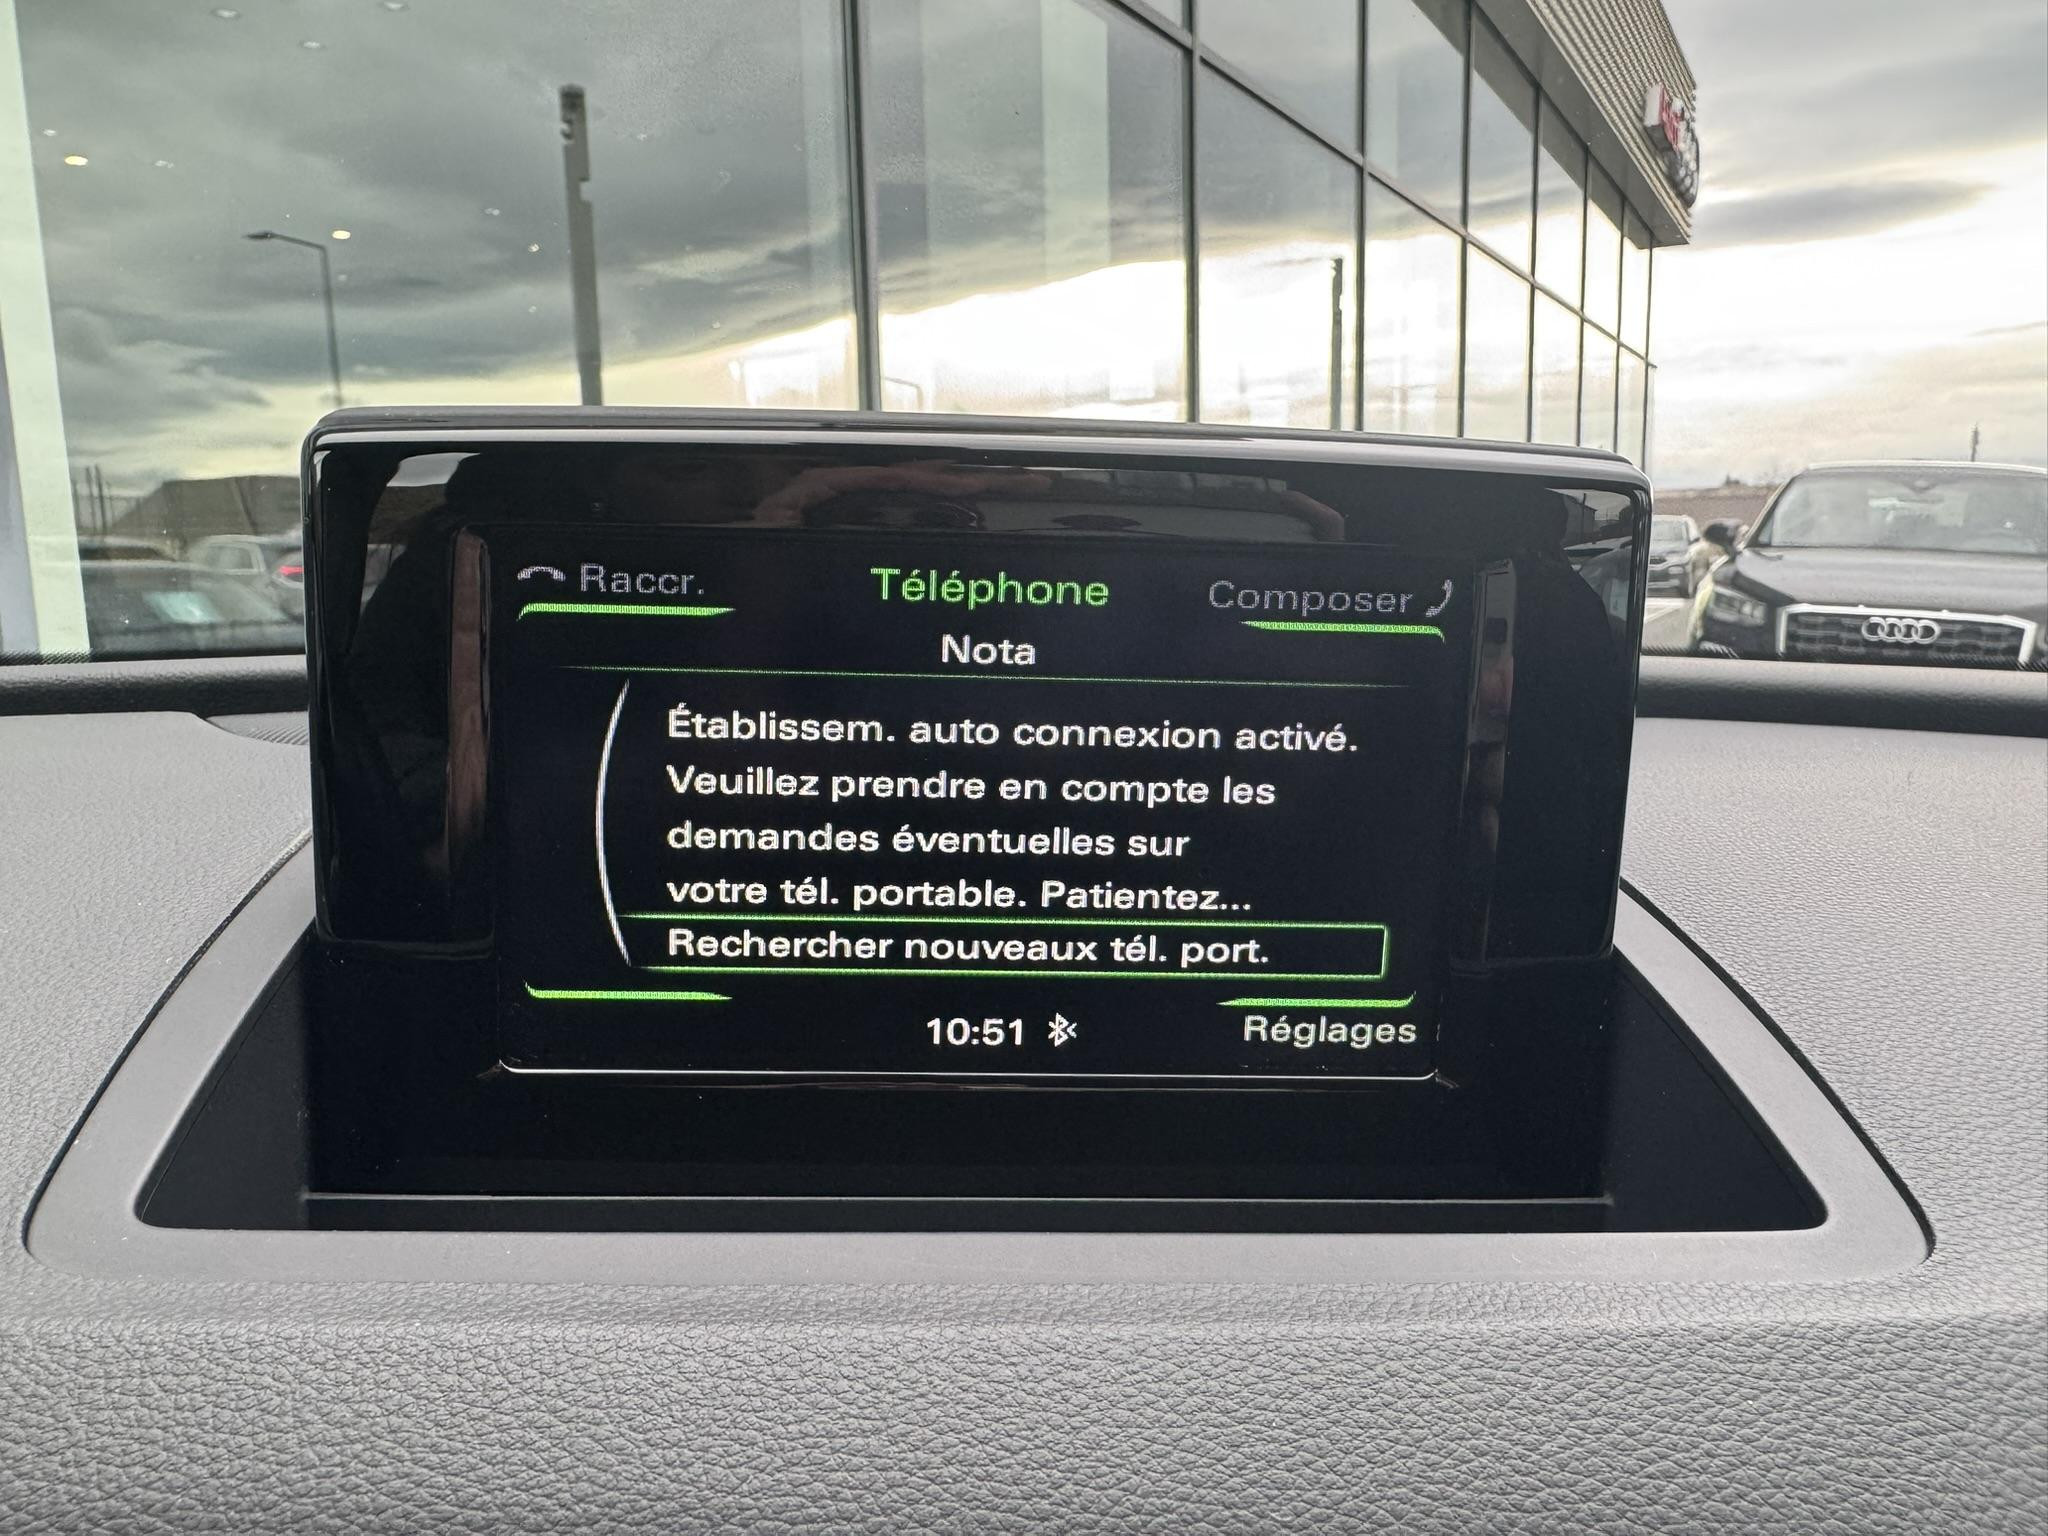 Raccr.
Téléphone
Composer
Nota
Établissem. auto connexion activé.
Veuillez prendre en compte les
demandes éventuelles sur
votre tél. portable. Patientez...
Rechercher nouveaux tél. port.
10:51
Réglages